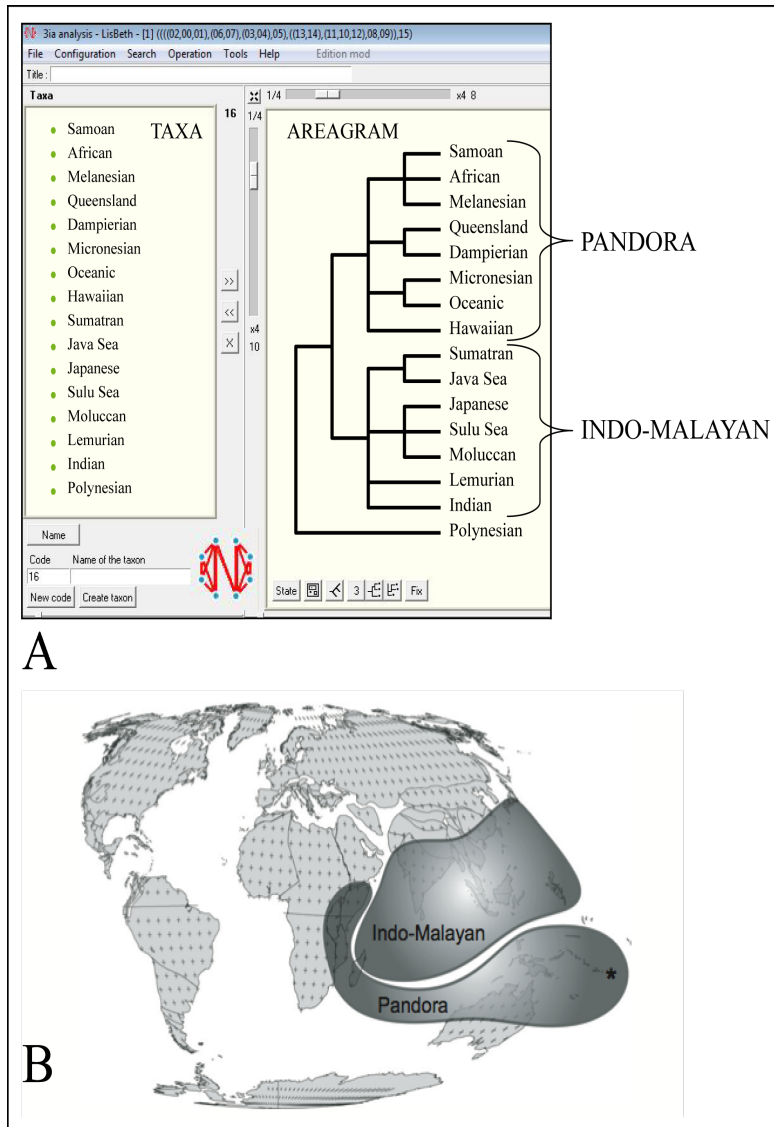 3ia analysis - LisBeth - [1] ((((02,00,01),(06,07),(03,04),05),((13,14),(11,10,12),08,09)),15)
File Configuration Search Operation Tools Help Edition mod
Title :
Taxa
16
1/4
x4 8
1/4
TAXA
Samoan
African
Melanesian
Queensland
Dampierian
Micronesian
Oceanic
Hawaiian
Sumatran
Java Sea
Japanese
Sulu Sea
Moluccan
Lemurian
Indian
Polynesian
>>
<<
X
x4
10
AREAGRAM
Samoan
African
Melanesian
Queensland
Dampierian
Micronesian
Oceanic
Hawaiian
Sumatran
Java Sea
Japanese
Sulu Sea
Moluccan
Lemurian
Indian
Polynesian
PANDORA
INDO-MALAYAN
Name
Code Name of the taxon
16
New code Create taxon
N
State 3 Fix
A
Indo-Malayan
Pandora
*
B